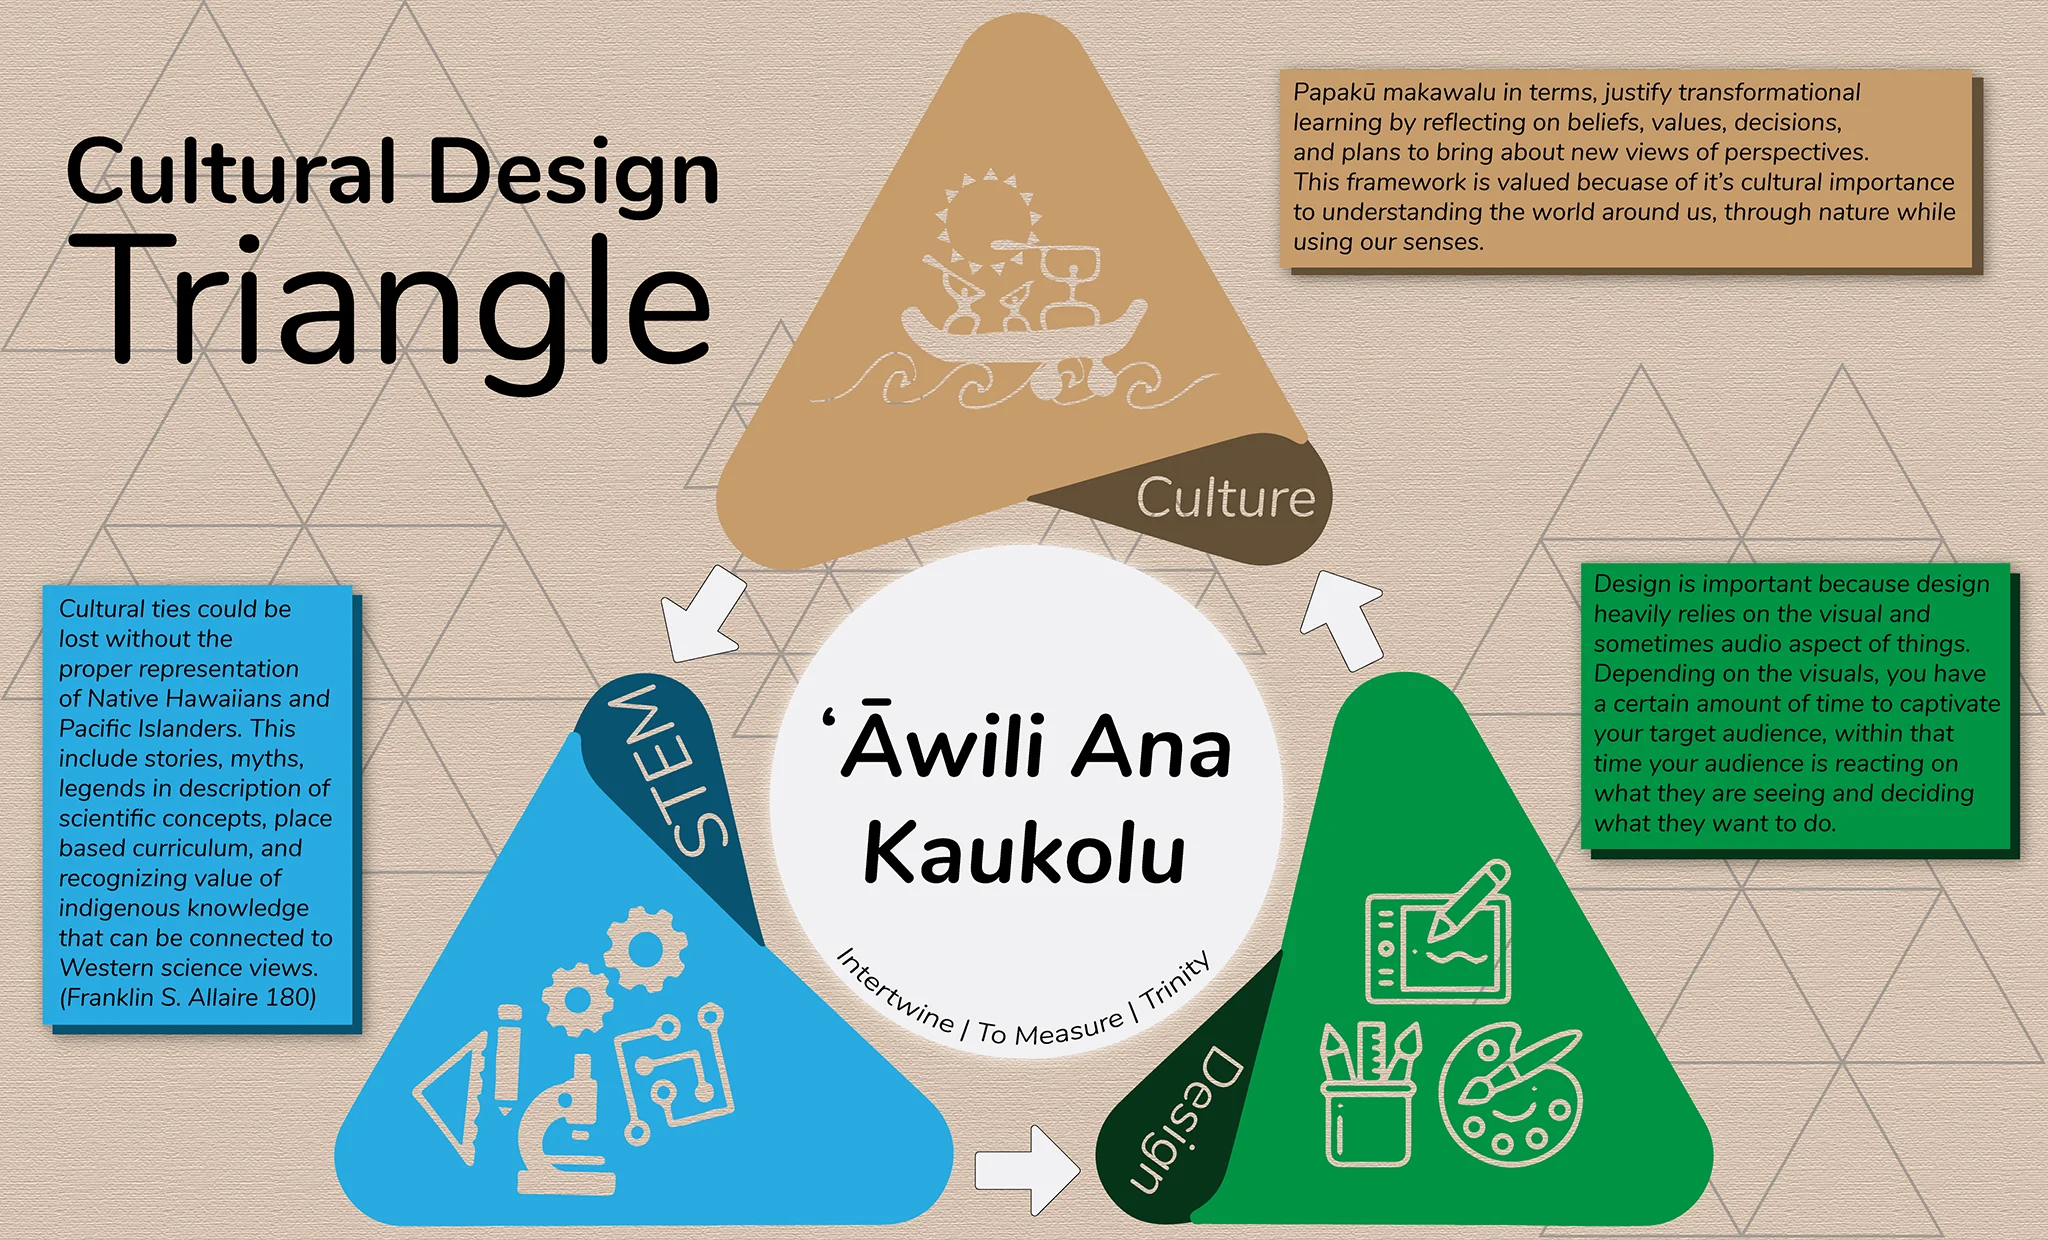 Cultural Design
Triangle
Papakū makawalu in terms, justify transformational
learning by reflecting on beliefs, values, decisions,
and plans to bring about new views of perspectives.
This framework is valued becuase of it's cultural importance
to understanding the world around us, through nature while
using our senses.
Culture
Cultural ties could be
lost without the
proper representation
of Native Hawaiians and
Pacific Islanders. This
include stories, myths,
legends in description of
scientific concepts, place
based curriculum, and
recognizing value of
indigenous knowledge
that can be connected to
Western science views.
(Franklin S. Allaire 180)
STEM
ʻĀwili Ana
Kaukolu
Intertwine | To Measure | Trinity
Design is important because design
heavily relies on the visual and
sometimes audio aspect of things.
Depending on the visuals, you have
a certain amount of time to captivate
your target audience, within that
time your audience is reacting on
what they are seeing and deciding
what they want to do.
Design